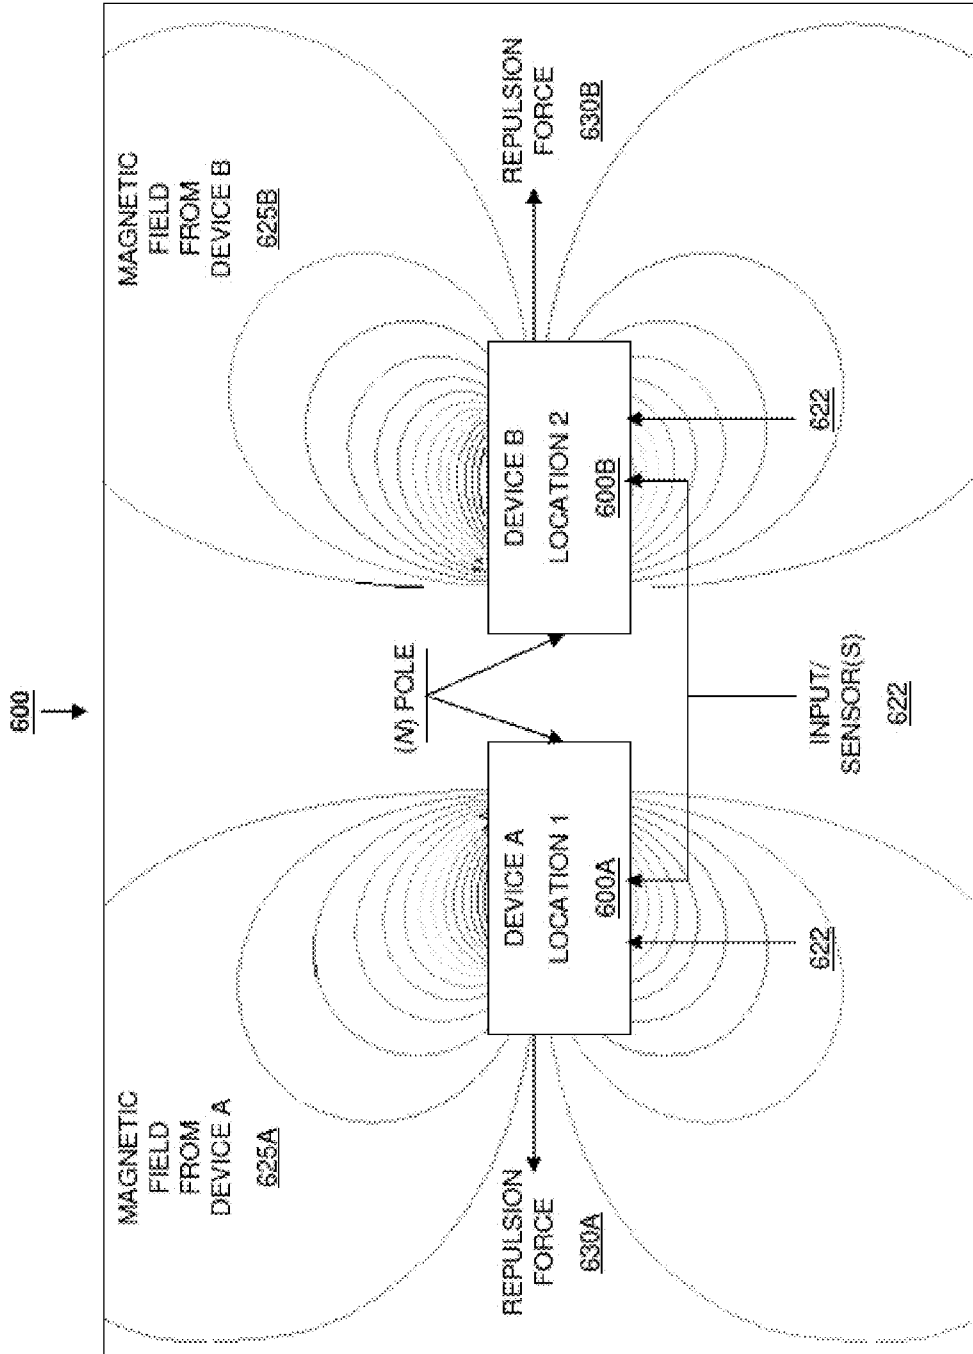 600
MAGNETIC
FIELD
FROM
DEVICE A
625A
MAGNETIC
FIELD
FROM
DEVICE B
625B
(N) POLE
REPULSION
FORCE
630A
DEVICE A
LOCATION 1
600A
DEVICE B
LOCATION 2
600B
REPULSION
FORCE
630B
622
INPUT/
SENSOR(S)
622
622